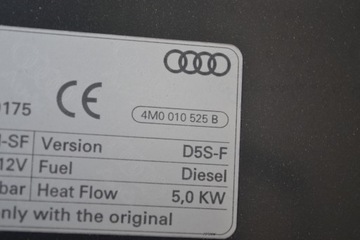 0175 CE 4M0 010 525 B
-SF Version D5S-F
12V Fuel Diesel
bar Heat Flow 5,0 KW
only with the original